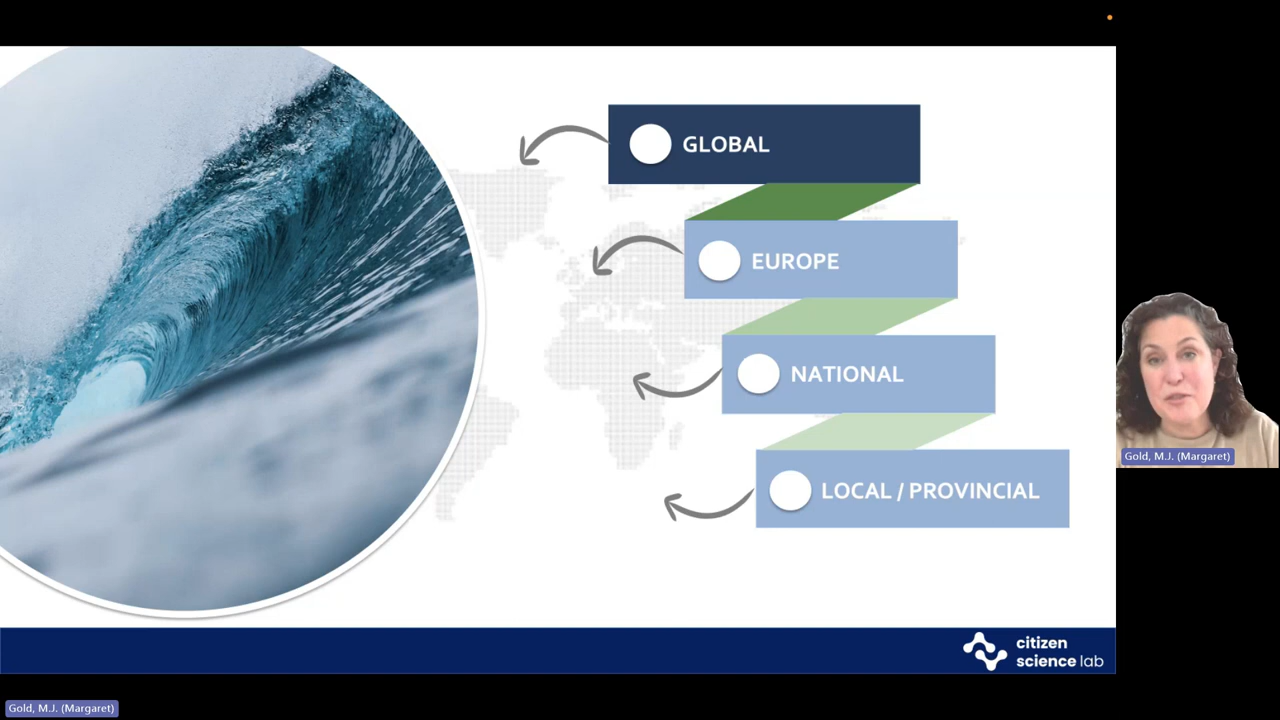 GLOBAL
EUROPE
NATIONAL
LOCAL / PROVINCIAL
citizen
science lab
Gold, M.J. (Margaret)
Gold, M.J. (Margaret)